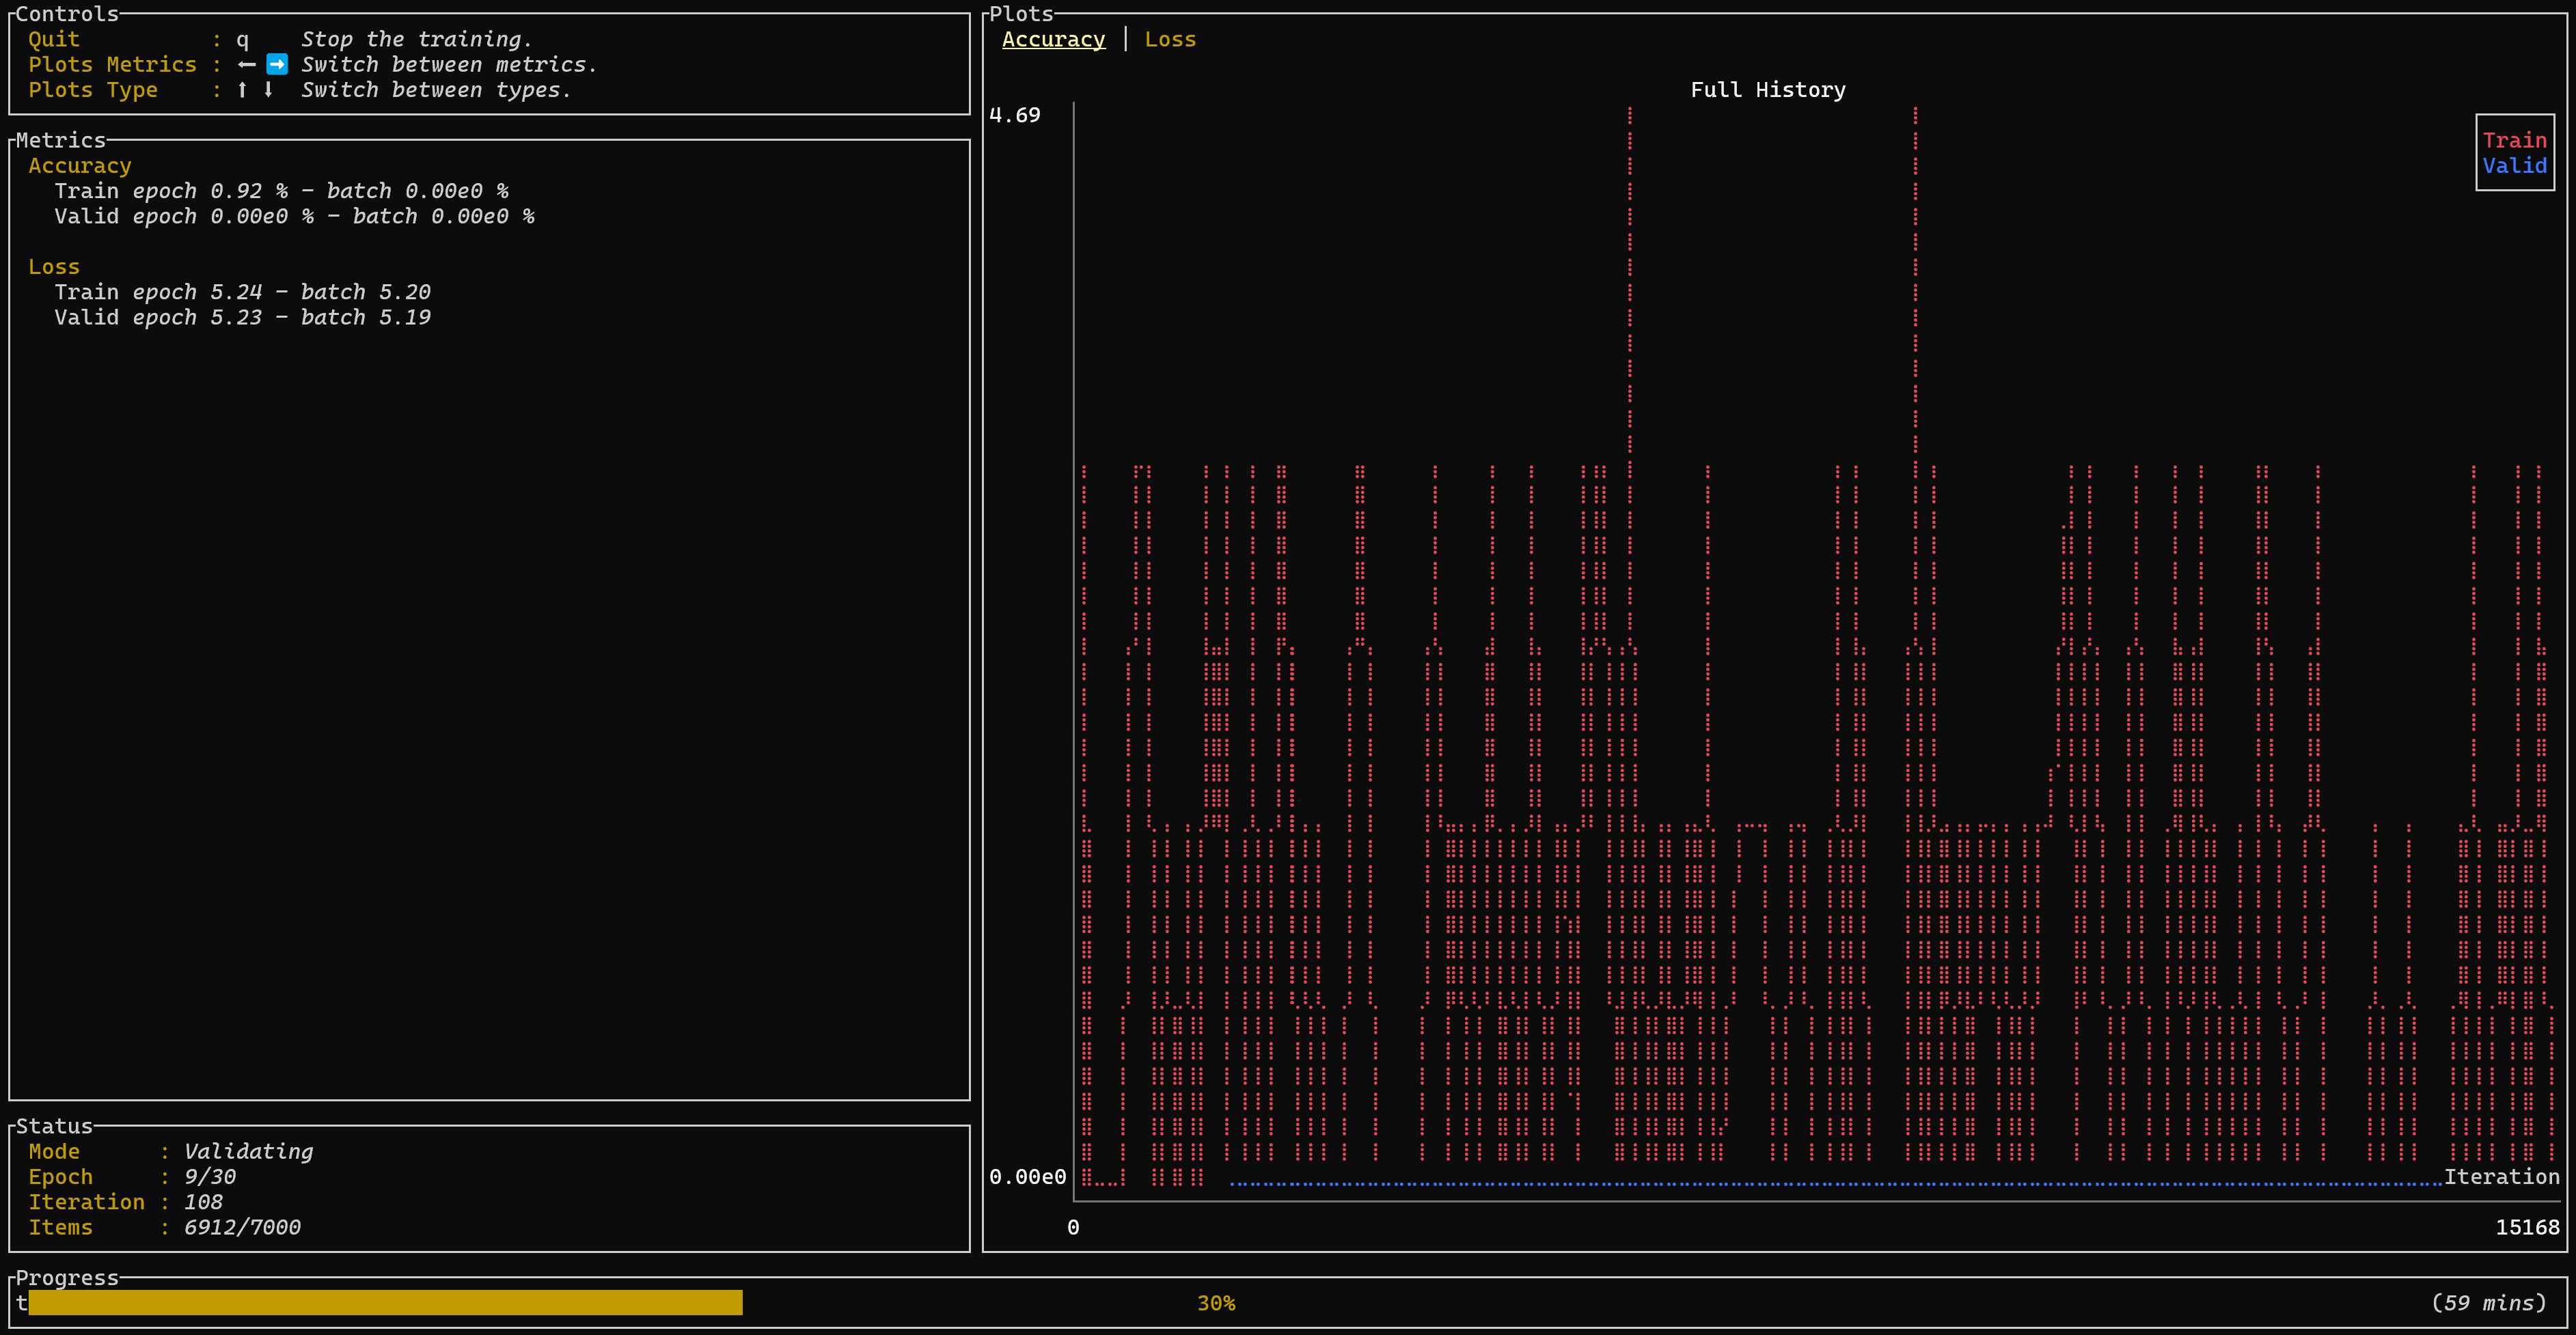 Controls
Quit : q Stop the training.
Plots Metrics : ← ➡ Switch between metrics.
Plots Type : ↑ ↓ Switch between types.
Metrics
Accuracy
Train epoch 0.92 % - batch 0.00e0 %
Valid epoch 0.00e0 % - batch 0.00e0 %
Loss
Train epoch 5.24 - batch 5.20
Valid epoch 5.23 - batch 5.19
Status
Mode : Validating
Epoch : 9/30
Iteration : 108
Items : 6912/7000
Plots
Accuracy | Loss
Full History
4.69
Train
Valid
0.00e0
Iteration
0
15168
Progress
t
30%
(59 mins)